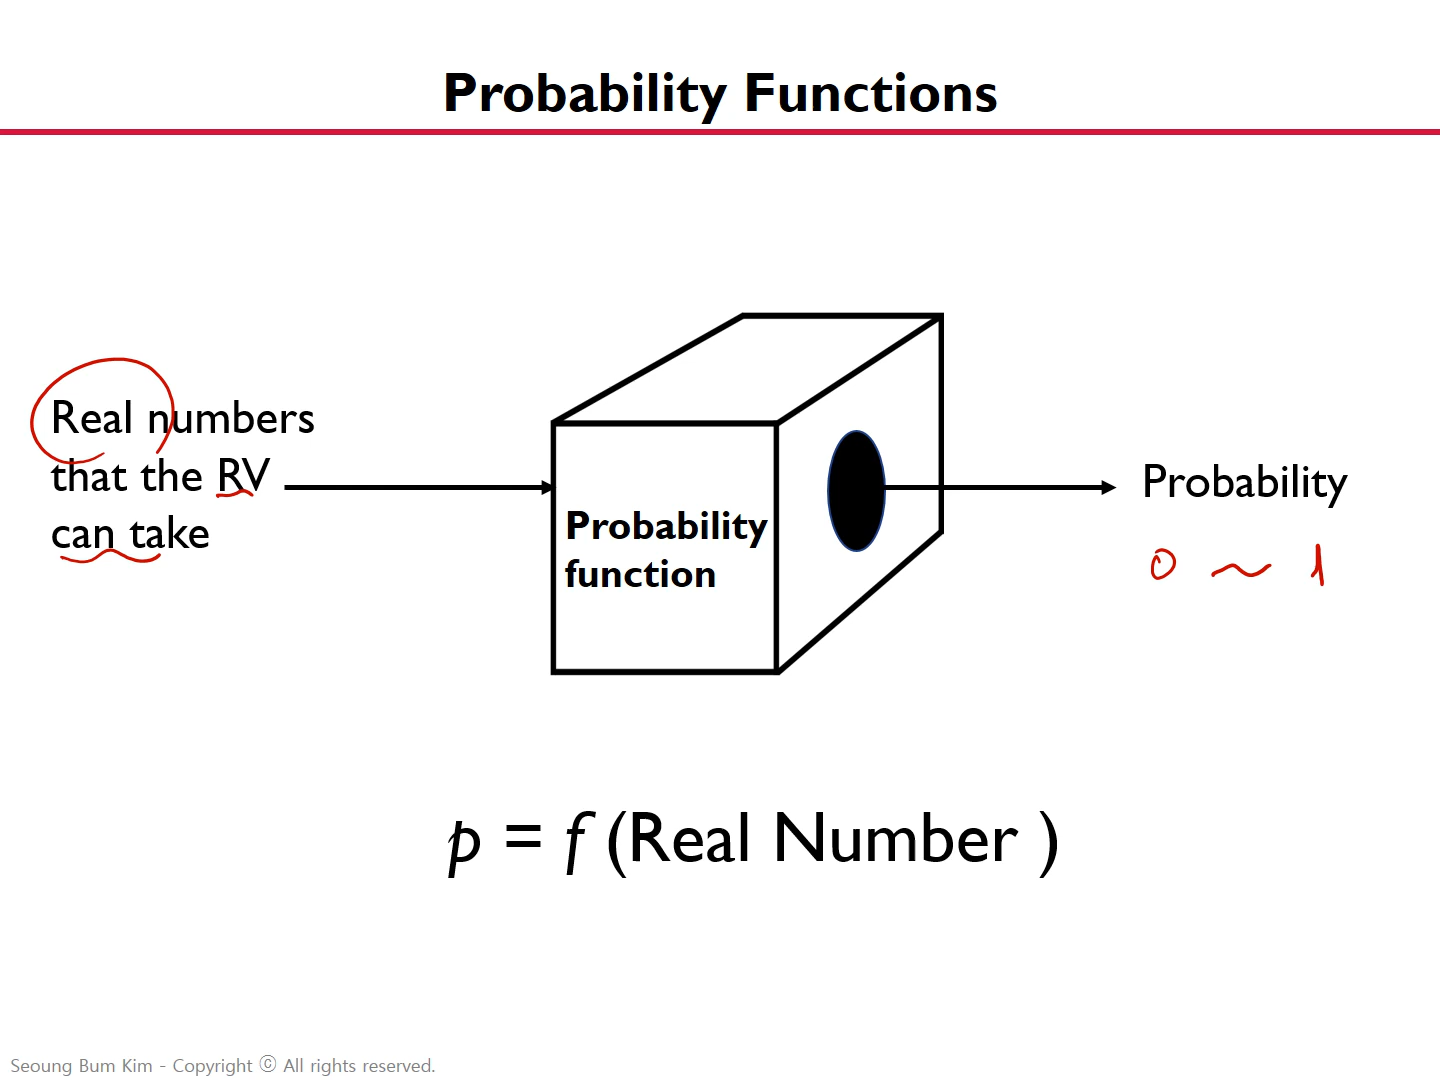 Probability Functions
Real numbers
that the RV
can take
Probability
function
Probability
0 ~ 1
p = f (Real Number )
Seoung Bum Kim - Copyright ⓒ All rights reserved.